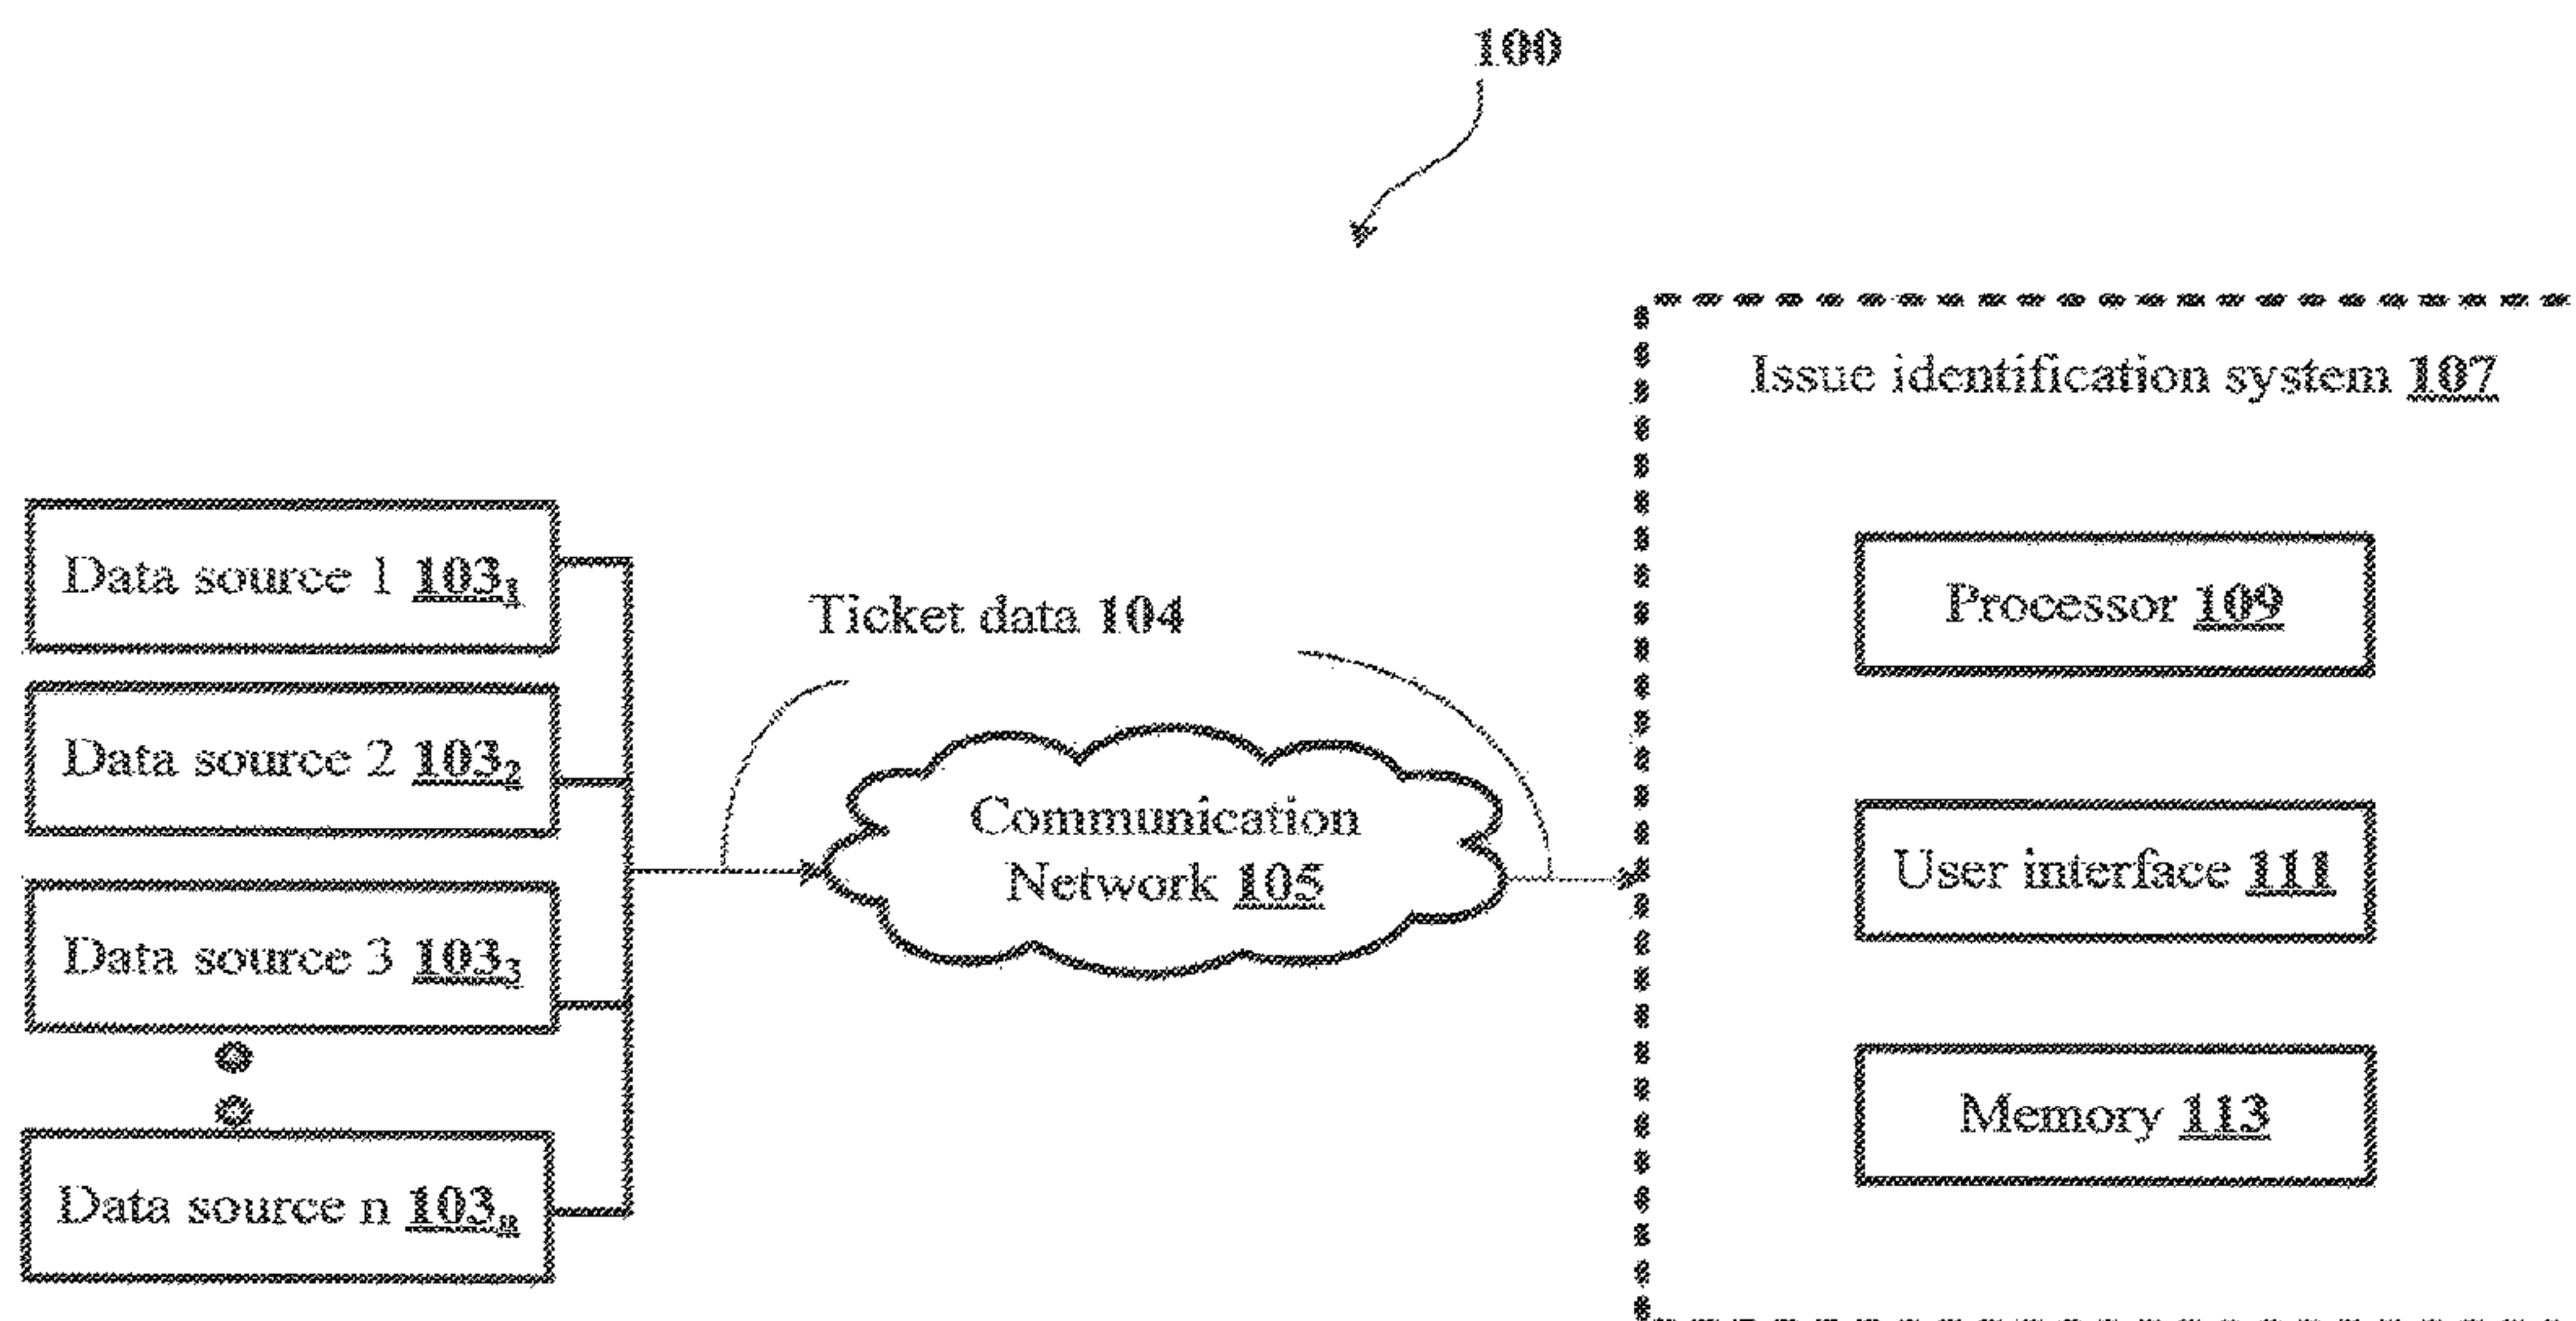 100
Issue identification system 107
Data source 1 103₁
Ticket data 104
Processor 109
Data source 2 103₂
Communication
Network 105
User interface 111
Data source 3 103₃
Memory 113
Data source n 103ₙ